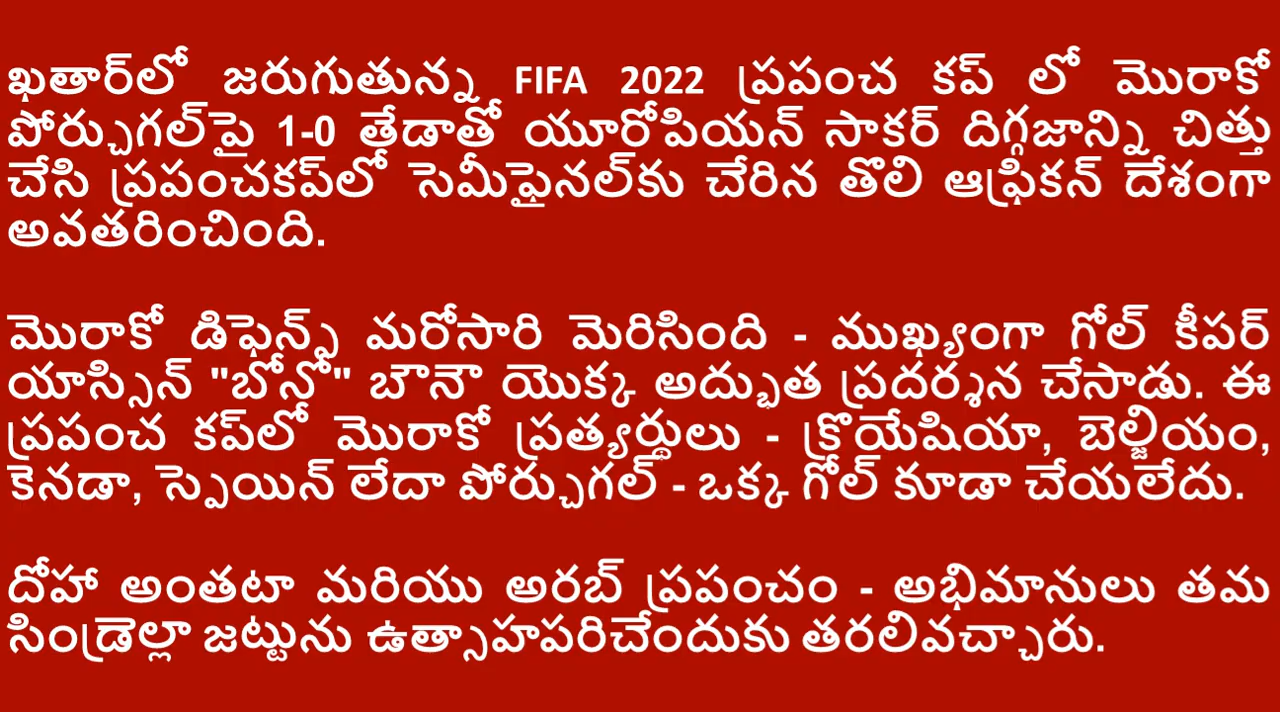 ఖతార్‌లో జరుగుతున్న FIFA 2022 ప్రపంచ కప్ లో మొరాకో
పోర్చుగల్‌పై 1-0 తేడాతో యూరోపియన్ సాకర్ దిగ్గజాన్ని చిత్తు
చేసి ప్రపంచకప్‌లో సెమీఫైనల్‌కు చేరిన తొలి ఆఫ్రికన్ దేశంగా
అవతరించింది.
మొరాకో డిఫెన్స్ మరోసారి మెరిసింది - ముఖ్యంగా గోల్ కీపర్
యాస్సిన్ "బోనో" బౌనౌ యొక్క అద్భుత ప్రదర్శన చేసాడు. ఈ
ప్రపంచ కప్‌లో మొరాకో ప్రత్యర్థులు - క్రొయేషియా, బెల్జియం,
కెనడా, స్పెయిన్ లేదా పోర్చుగల్ - ఒక్క గోల్ కూడా చేయలేదు.
దోహా అంతటా మరియు అరబ్ ప్రపంచం - అభిమానులు తమ
సిండ్రెల్లా జట్టును ఉత్సాహపరిచేందుకు తరలివచ్చారు.